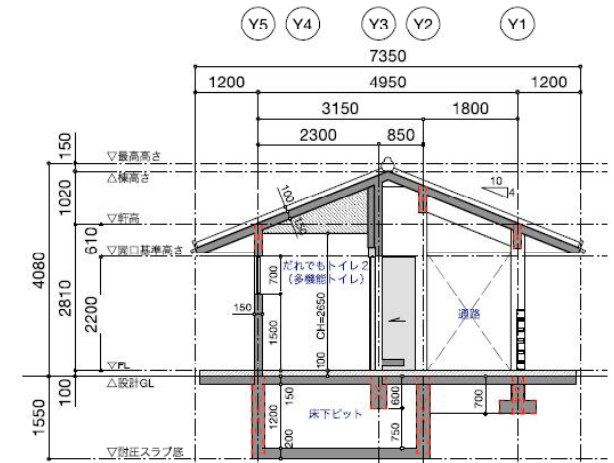 Y5 Y4 Y3 Y2 Y1
7350
1200 4950 1200
3150 1800
2300 850
150
▽最高高さ
△棟高さ
1020
100
150
10
4
▽軒高
610
▽開口基準高さ
4080
2810
2200
だれでもトイレ2
(多機能トイレ)
700
CH=2650
150
1500
通路
100
▽FL
△設計GL
100
1550
150
1200
200
床下ピット
600
750
700
▽耐圧スラブ底